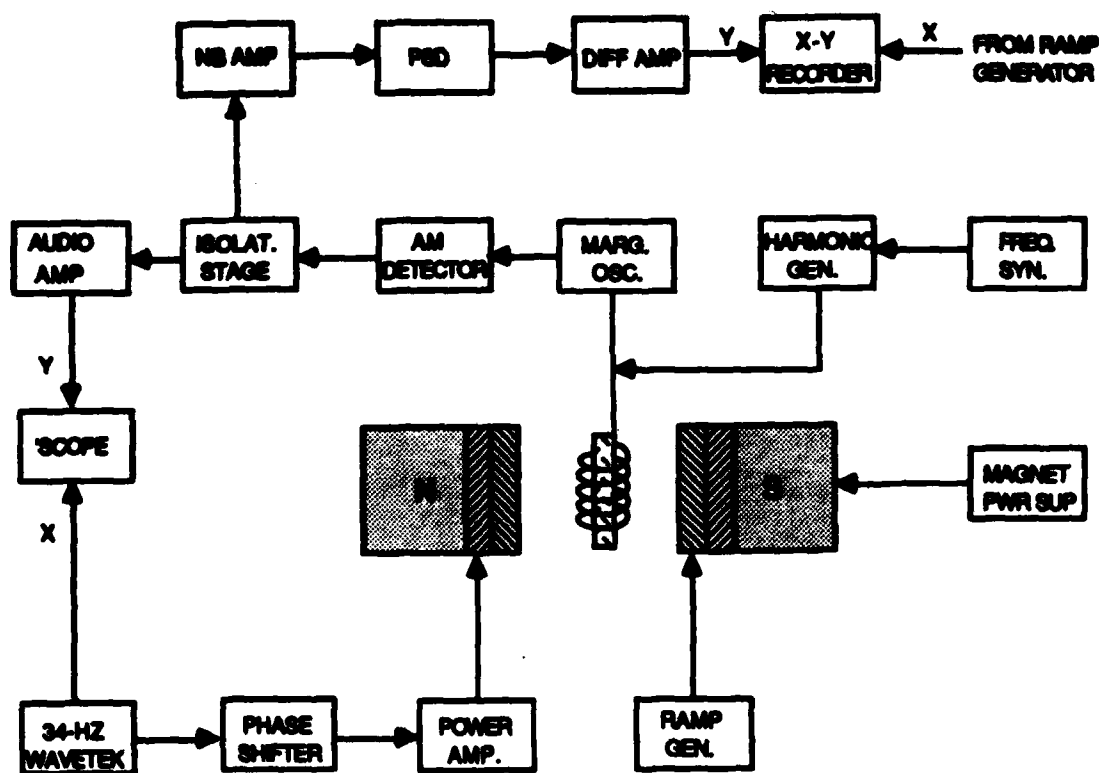 NB AMP
PSD
DIFF AMP
Y
X-Y
RECORDER
X
FROM RAMP
GENERATOR
AUDIO
AMP
ISOLAT.
STAGE
AM
DETECTOR
MARG.
OSC.
HARMONIC
GEN.
FREQ.
SYN.
Y
'SCOPE
X
N
S
MAGNET
PWR SUP
34-HZ
WAVETEK
PHASE
SHIFTER
POWER
AMP.
RAMP
GEN.